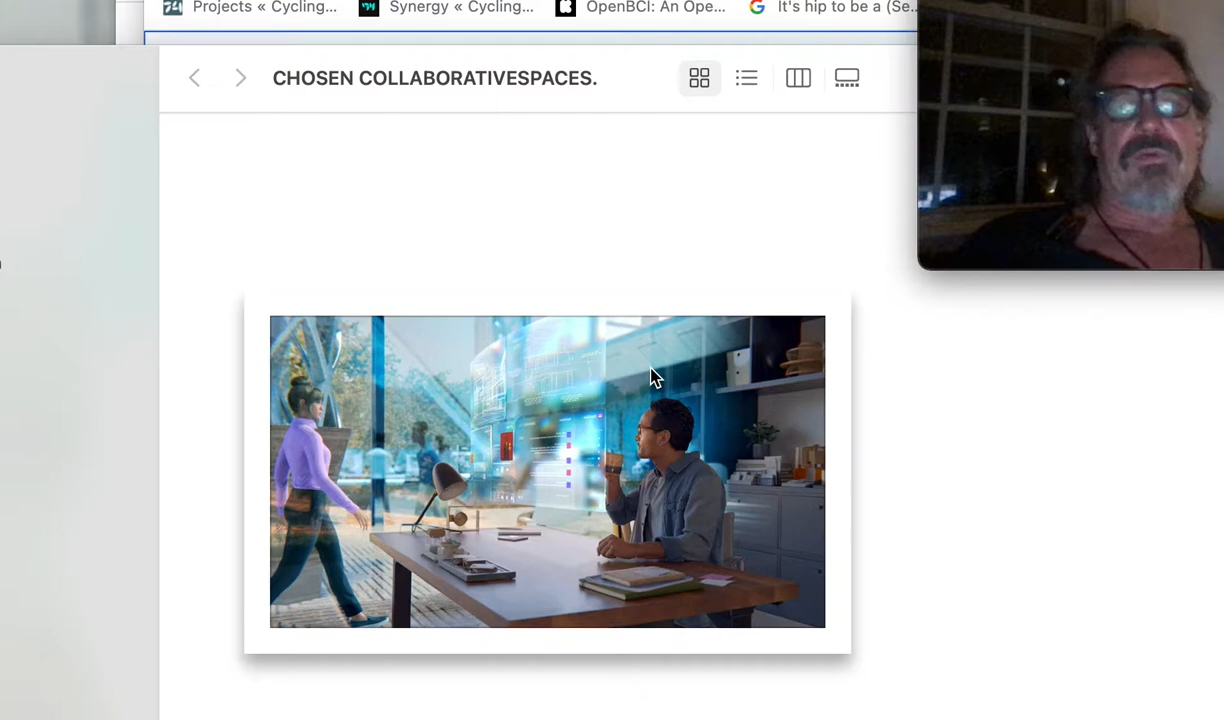 Projects « Cycling...
Synergy « Cycling...
OpenBCI: An Ope...
It's hip to be a (Se...
CHOSEN COLLABORATIVESPACES.